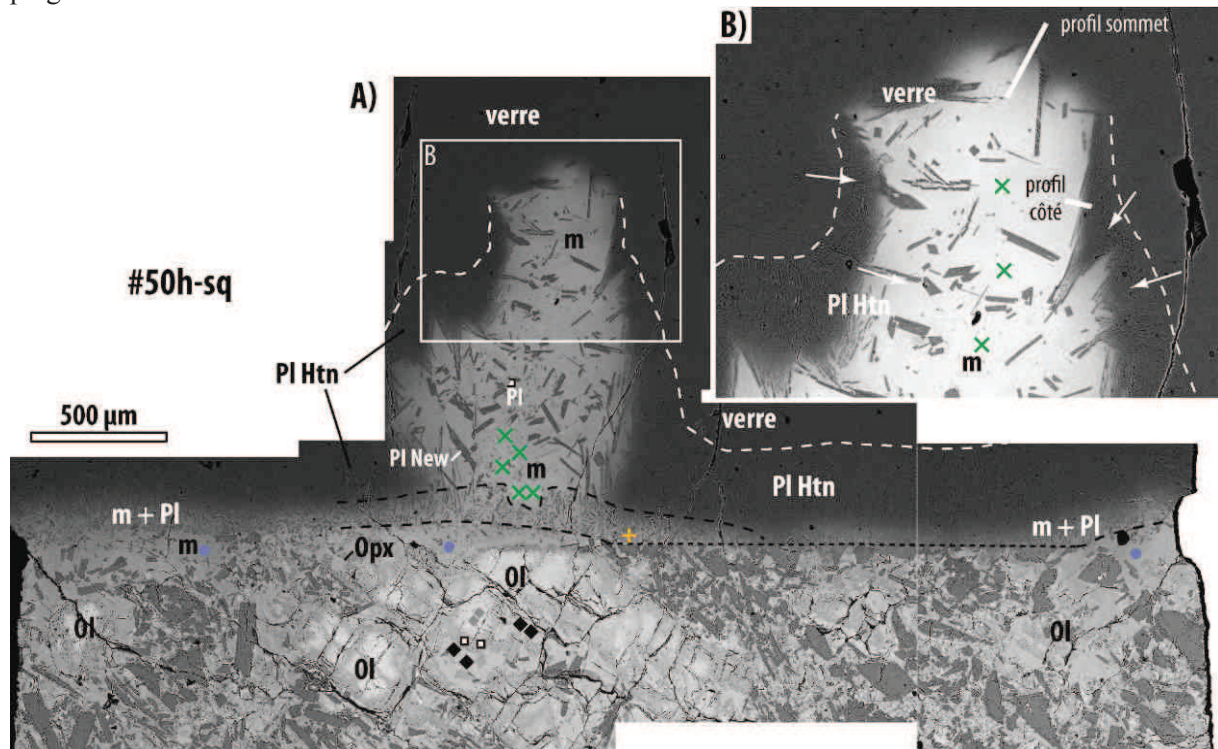 A)
verre
B
m
#50h-sq
Pl Htn
Pl
500 µm
Pl New
m
verre
Pl Htn
m + Pl
m
Opx
Ol
Ol
Ol
m + Pl
Ol
B)
profil sommet
verre
profil
côté
Pl Htn
m